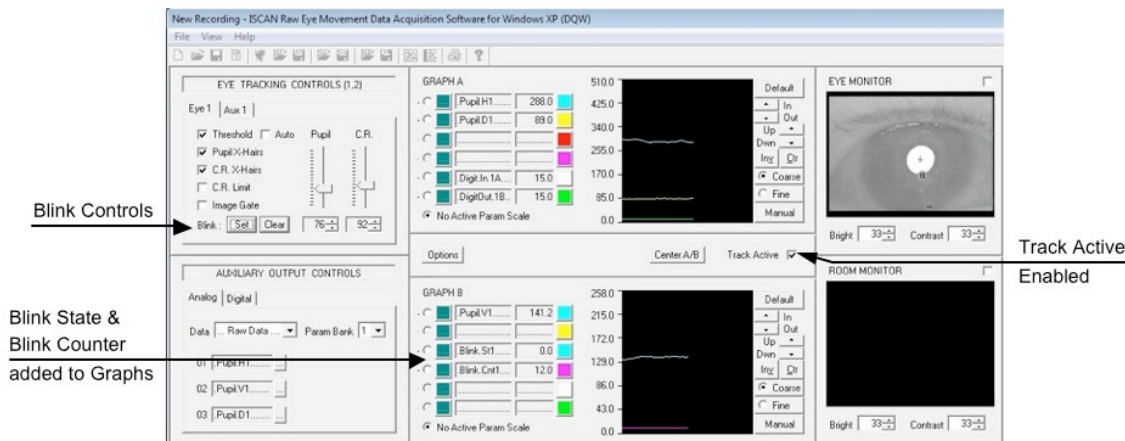 New Recording - ISCAN Raw Eye Movement Data Acquisition Software for Windows XP (DQW)
File View Help
EYE TRACKING CONTROLS (1,2)
Eye 1 Aux 1
Threshold Auto Pupil C.R.
Pupil X-Hairs
C.R. X-Hairs
C.R. Limit
Image Gate
Blink : Set Clear 76 92
Blink Controls
AUXILIARY OUTPUT CONTROLS
Analog Digital
Data ... Raw Data .... Param Bank 1
01 .Pupil.H1........ ...
02 .Pupil.V1........ ...
03 .Pupil.D1........ ...
Blink State &
Blink Counter
added to Graphs
GRAPH A
.Pupil.H1....... 288.0
.Pupil.D1....... 89.0
.Digit.In.1A.... 15.0
.DigitOut.1B.. 15.0
No Active Param Scale
510.0
425.0
340.0
255.0
170.0
85.0
0.0
Default
In
Out
Up
Dwn
Inv Ctr
Coarse
Fine
Manual
Options Center A/B Track Active
GRAPH B
.Pupil.V1....... 141.2
.Blink.St1...... 0.0
.Blink.Cnt1.... 12.0
No Active Param Scale
258.0
215.0
172.0
129.0
86.0
43.0
0.0
Default
In
Out
Up
Dwn
Inv Ctr
Coarse
Fine
Manual
EYE MONITOR
Bright 33 Contrast 33
ROOM MONITOR
Bright 33 Contrast 33
Track Active
Enabled